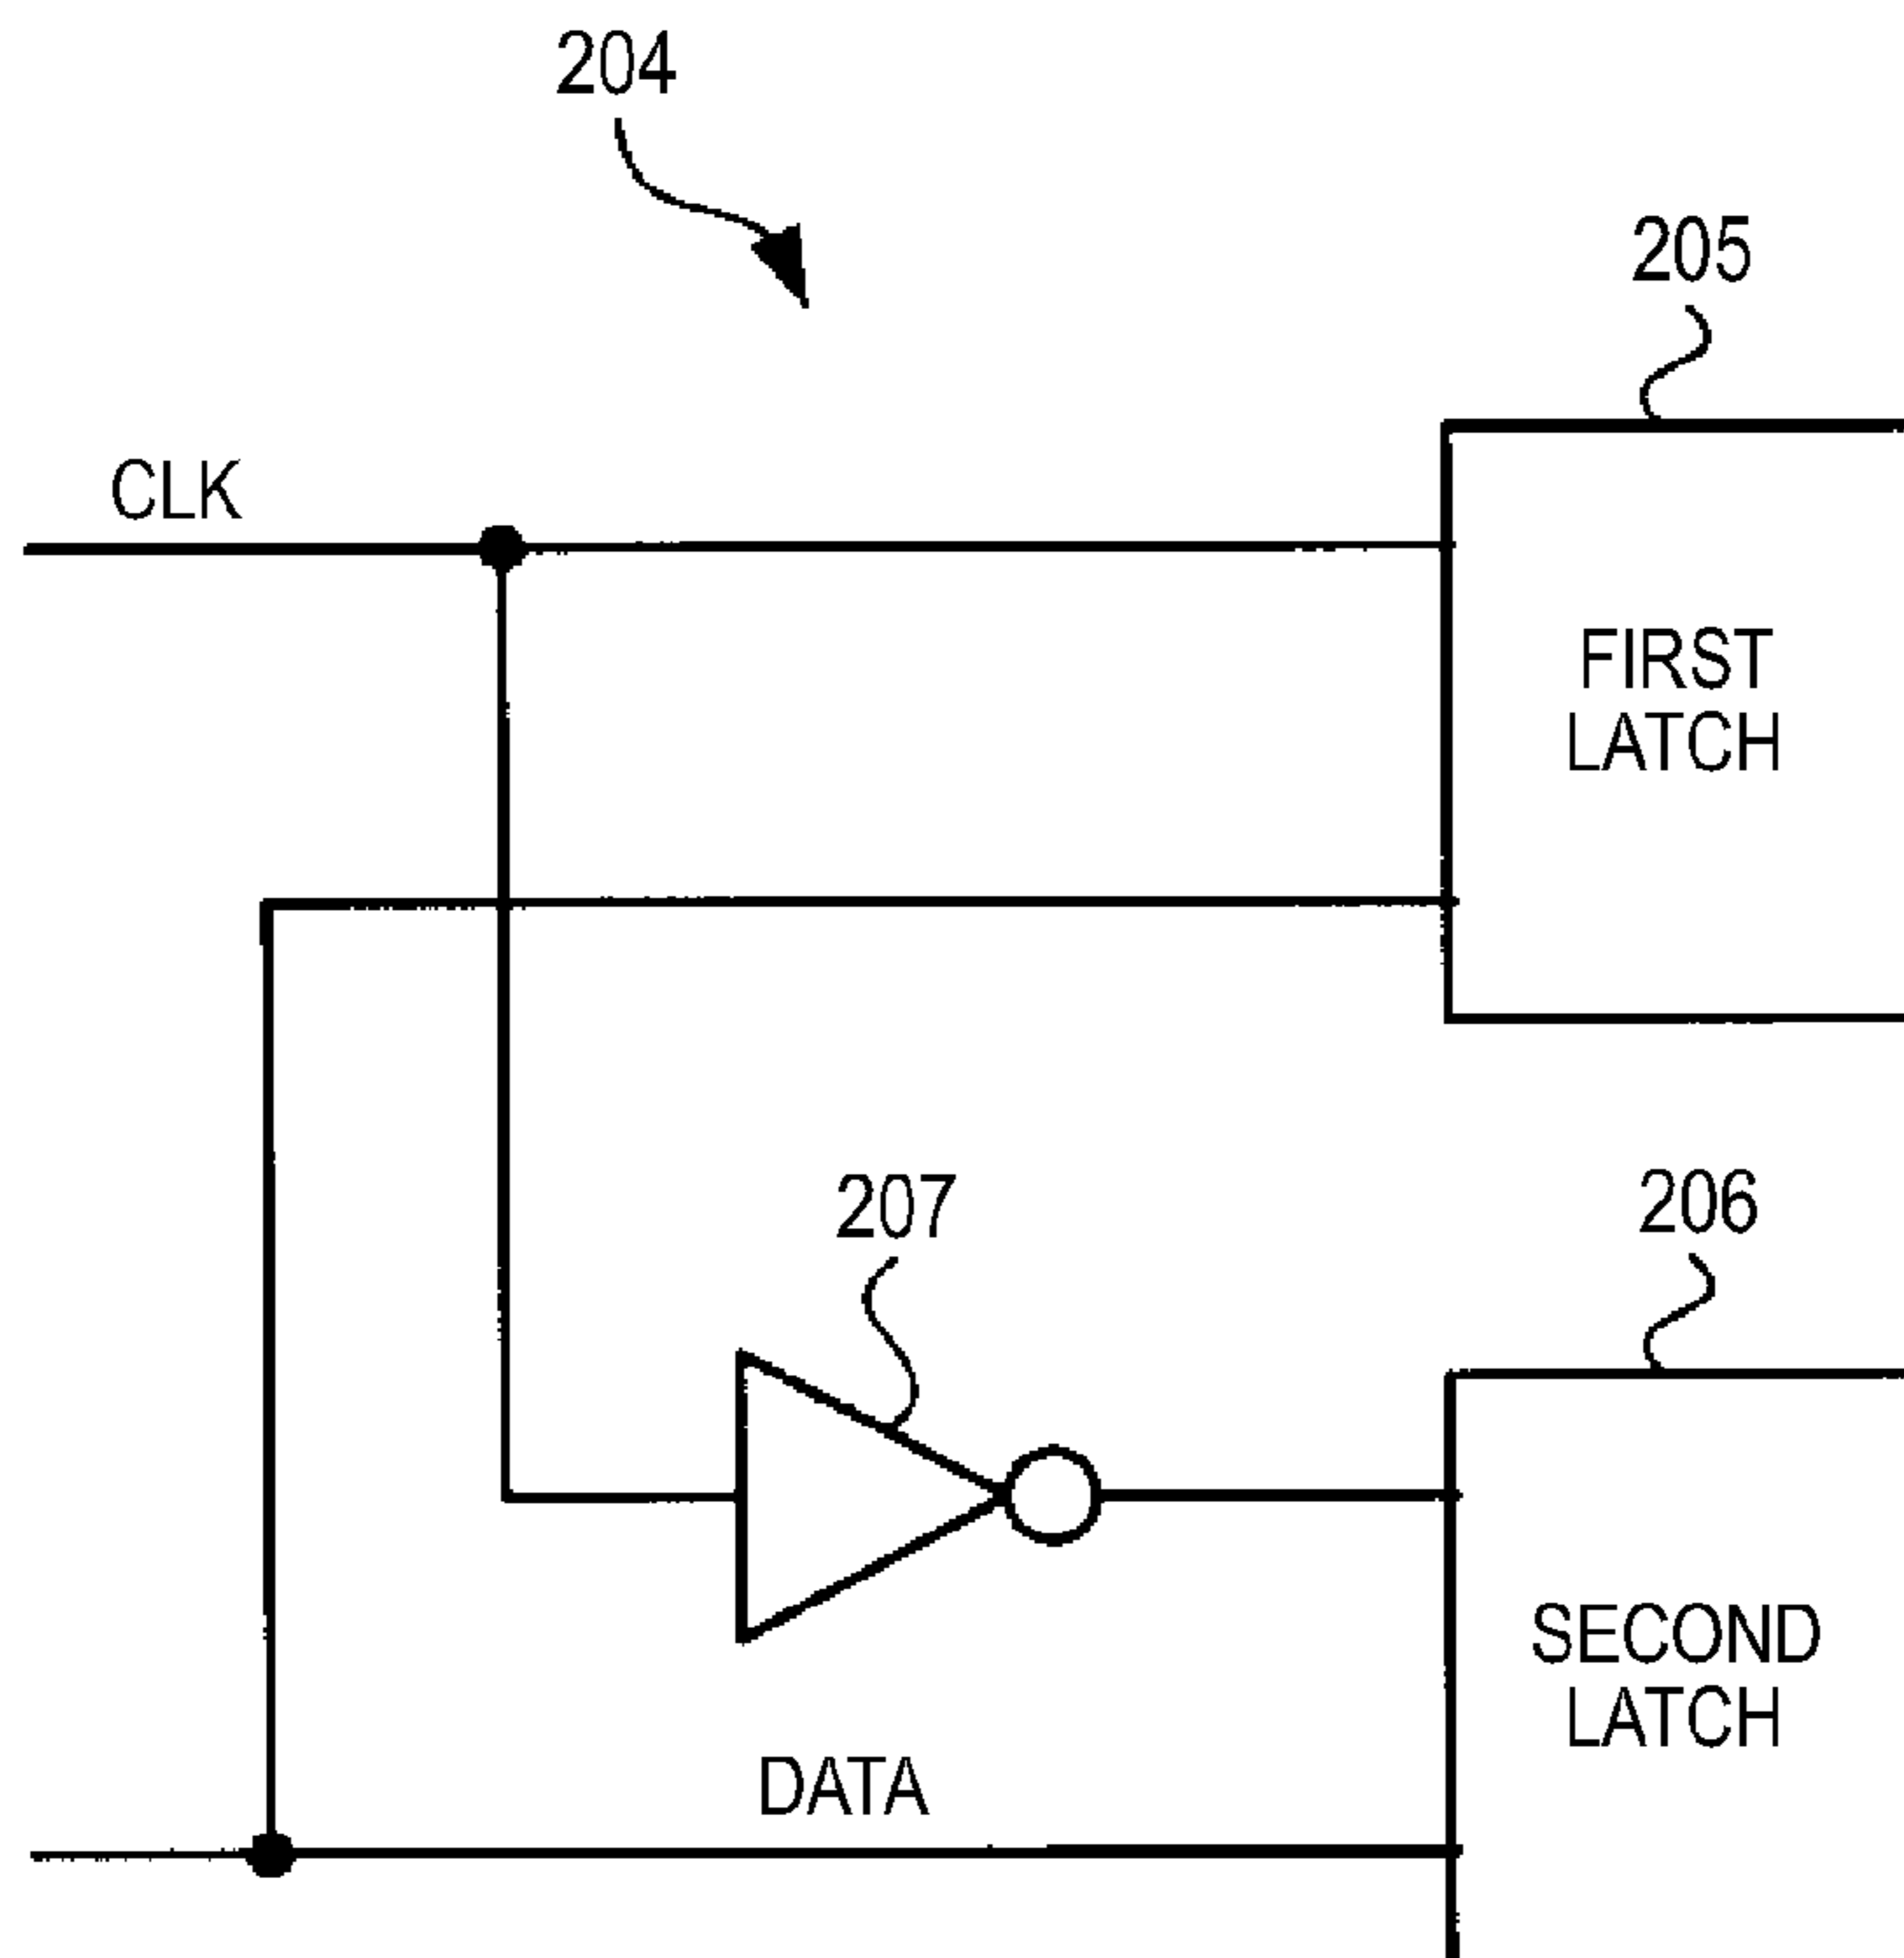 204
205
CLK
FIRST
LATCH
207
206
SECOND
LATCH
DATA